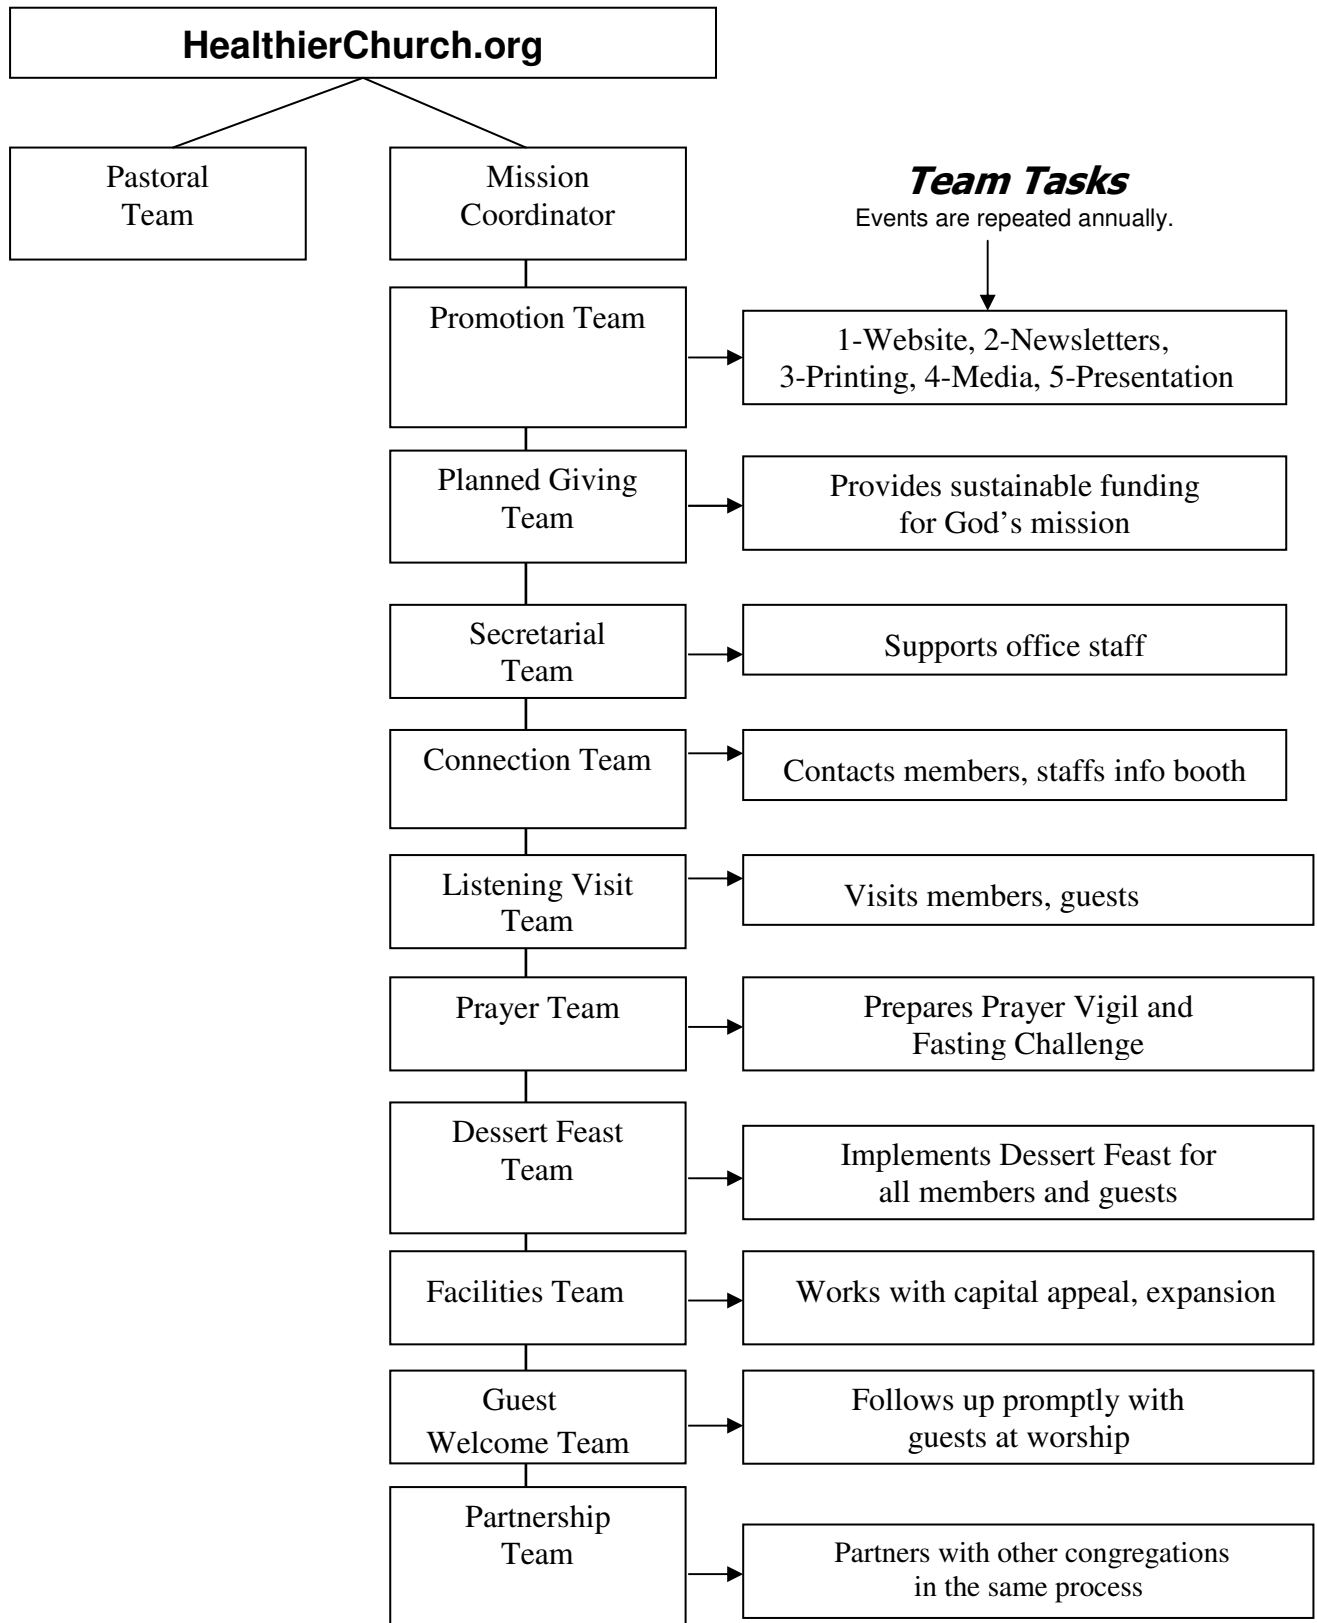 HealthierChurch.org
Pastoral
Team
Mission
Coordinator
Team Tasks
Events are repeated annually.
Promotion Team
1-Website, 2-Newsletters,
3-Printing, 4-Media, 5-Presentation
Planned Giving
Team
Provides sustainable funding
for God’s mission
Secretarial
Team
Supports office staff
Connection Team
Contacts members, staffs info booth
Listening Visit
Team
Visits members, guests
Prayer Team
Prepares Prayer Vigil and
Fasting Challenge
Dessert Feast
Team
Implements Dessert Feast for
all members and guests
Facilities Team
Works with capital appeal, expansion
Guest
Welcome Team
Follows up promptly with
guests at worship
Partnership
Team
Partners with other congregations
in the same process